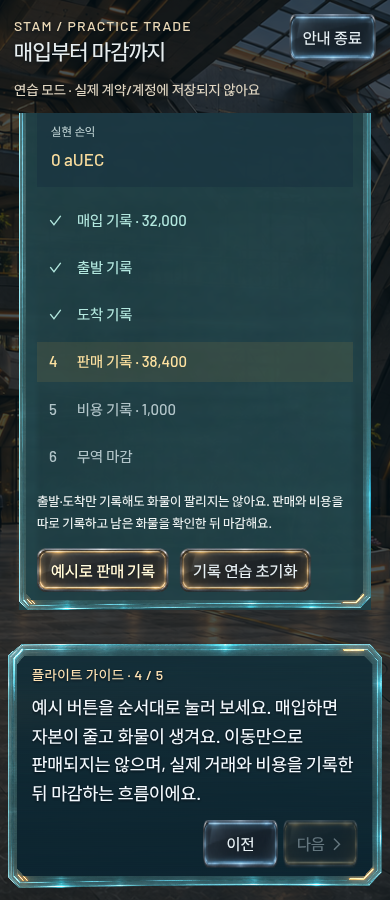 STAM / PRACTICE TRADE
매입부터 마감까지
안내 종료
연습 모드 · 실제 계약/계정에 저장되지 않아요
실현 손익
0 aUEC
매입 기록 · 32,000
출발 기록
도착 기록
4 판매 기록 · 38,400
5 비용 기록 · 1,000
6 무역 마감
출발·도착만 기록해도 화물이 팔리지는 않아요. 판매와 비용을
따로 기록하고 남은 화물을 확인한 뒤 마감해요.
예시로 판매 기록
기록 연습 초기화
플라이트 가이드 · 4 / 5
예시 버튼을 순서대로 눌러 보세요. 매입하면
자본이 줄고 화물이 생겨요. 이동만으로
판매되지는 않으며, 실제 거래와 비용을 기록한
뒤 마감하는 흐름이에요.
이전
다음